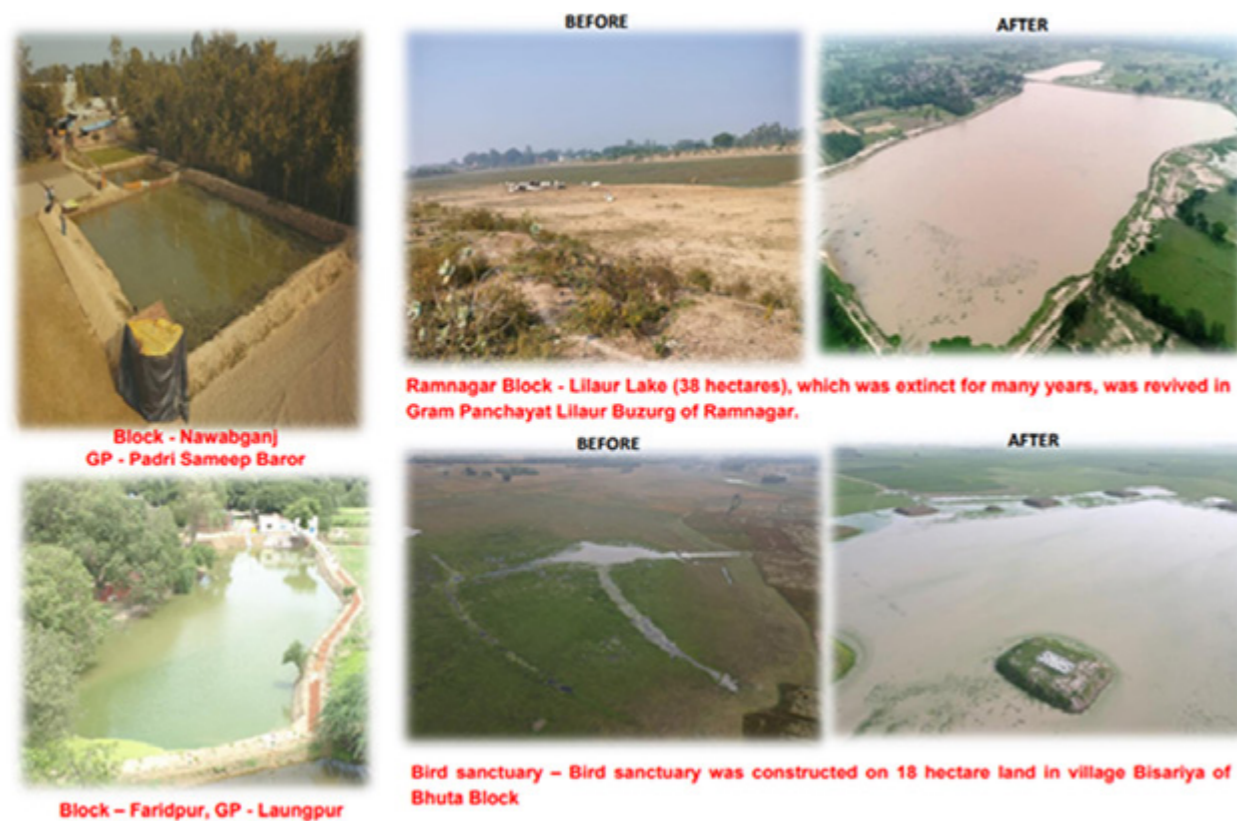 BEFORE
AFTER
Block - Nawabganj
GP - Padri Sameep Baror
Ramnagar Block - Lilaur Lake (38 hectares), which was extinct for many years, was revived in
Gram Panchayat Lilaur Buzurg of Ramnagar.
BEFORE
AFTER
Block – Faridpur, GP - Laungpur
Bird sanctuary – Bird sanctuary was constructed on 18 hectare land in village Bisariya of
Bhuta Block